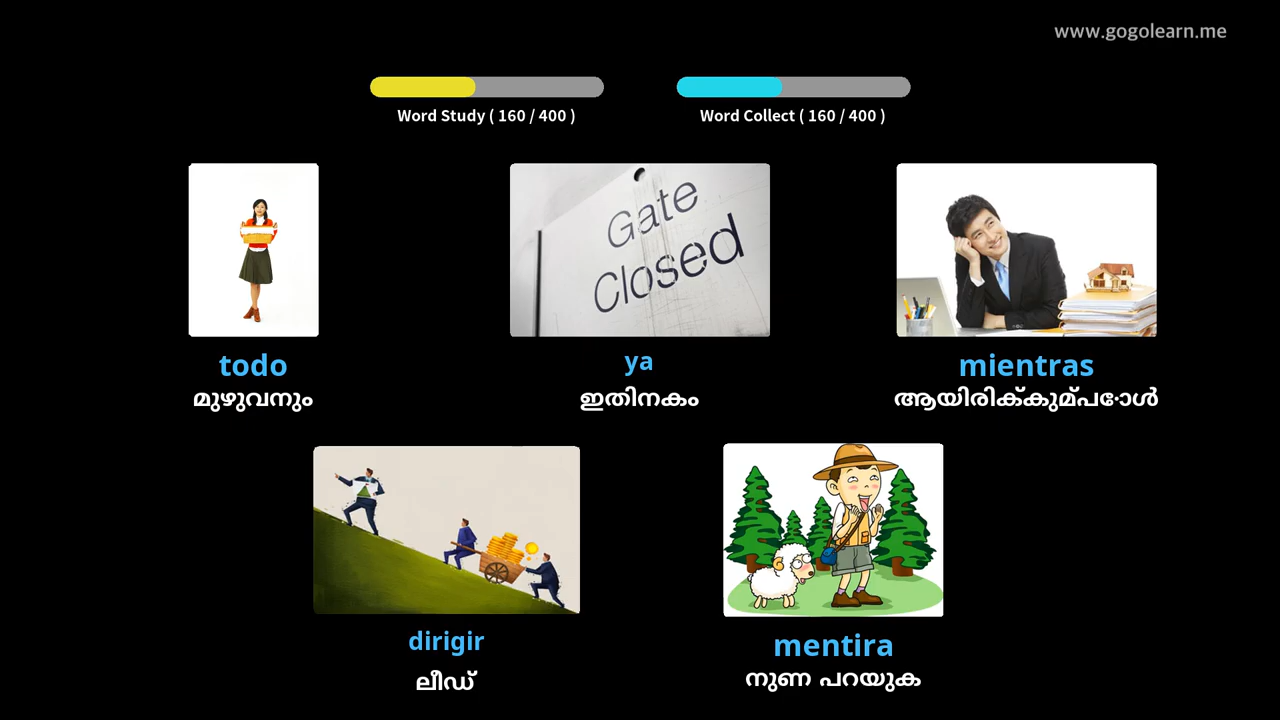 www.gogolearn.me
Word Study ( 160 / 400 )
Word Collect ( 160 / 400 )
Gate
Closed
todo
മുഴുവനും
ya
ഇതിനകം
mientras
ആയിരിക്കുമ്പോൾ
dirigir
ലീഡ്
mentira
നുണ പറയുക